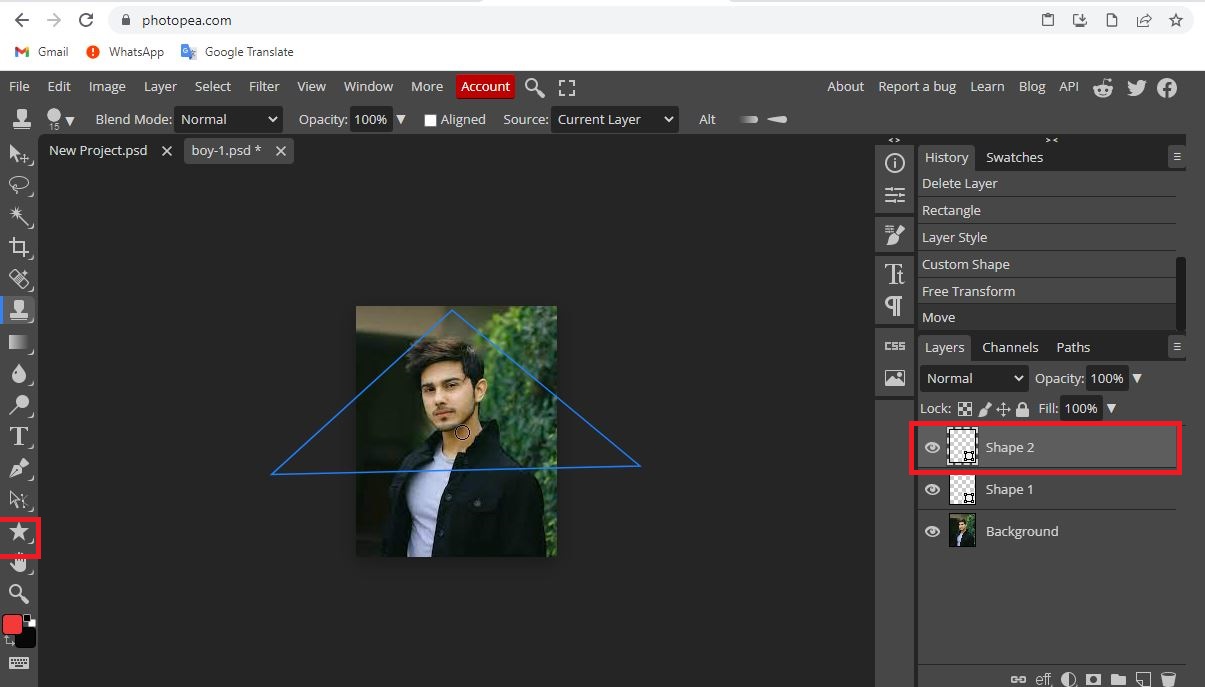 photopea.com
Gmail WhatsApp Google Translate
File Edit Image Layer Select Filter View Window More Account About Report a bug Learn Blog API
15 Blend Mode: Normal Opacity: 100% Aligned Source: Current Layer Alt
New Project.psd boy-1.psd *
History Swatches
Delete Layer
Rectangle
Layer Style
Custom Shape
Free Transform
Move
CSS
Layers Channels Paths
Normal Opacity: 100%
Lock: Fill: 100%
Shape 2
Shape 1
Background
eff